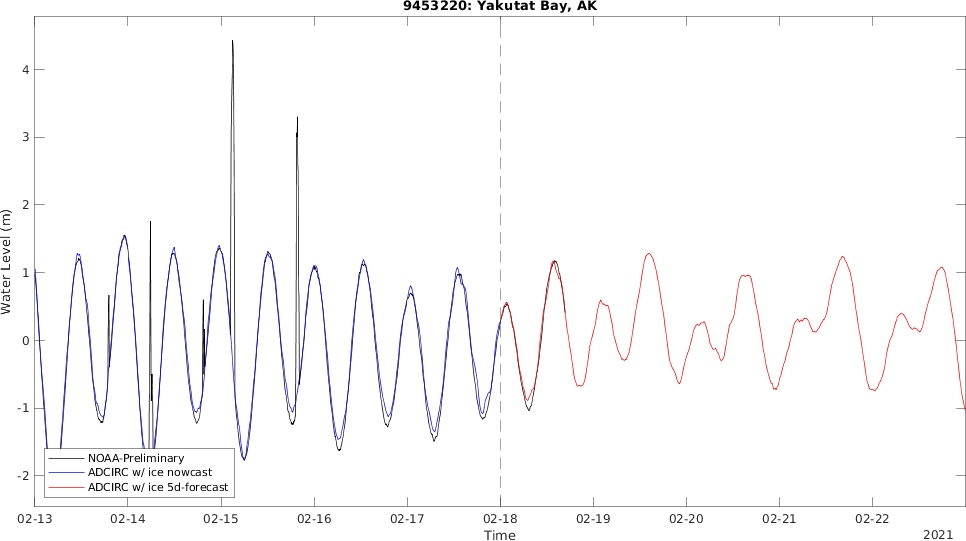 9453220: Yakutat Bay, AK
Water Level (m)
4
3
2
1
0
-1
-2
NOAA-Preliminary
ADCIRC w/ ice nowcast
ADCIRC w/ ice 5d-forecast
02-13 02-14 02-15 02-16 02-17 02-18 02-19 02-20 02-21 02-22
Time
2021